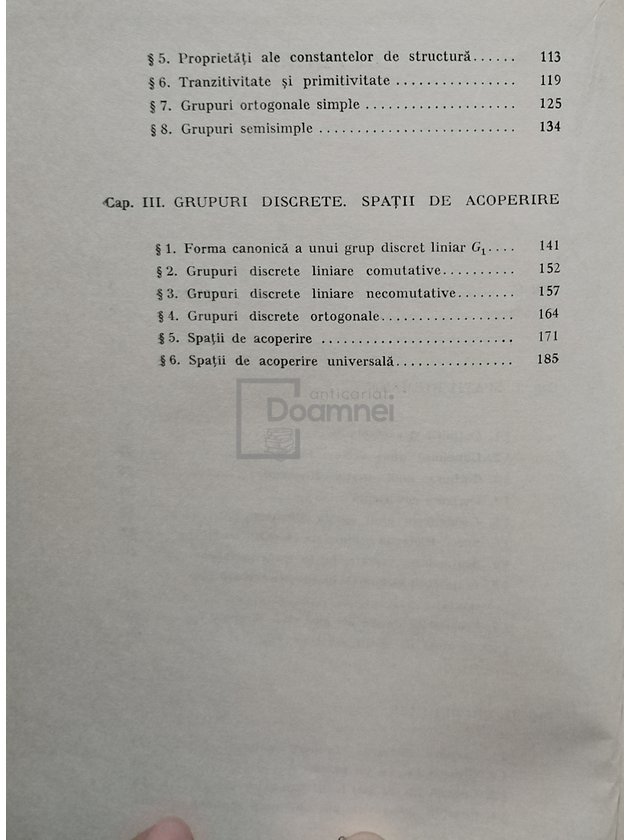 § 5. Proprietăți ale constantelor de structură...... 113
§ 6. Tranzitivitate și primitivitate ................ 119
§ 7. Grupuri ortogonale simple .................... 125
§ 8. Grupuri semisimple .......................... 134
Cap. III. GRUPURI DISCRETE. SPAȚII DE ACOPERIRE
§ 1. Forma canonică a unui grup discret liniar G₁.... 141
§ 2. Grupuri discrete liniare comutative.......... 152
§ 3. Grupuri discrete liniare necomutative........ 157
§ 4. Grupuri discrete ortogonale.................. 164
§ 5. Spații de acoperire .......................... 171
§ 6. Spații de acoperire universală................ 185
anticariat
Doamnei